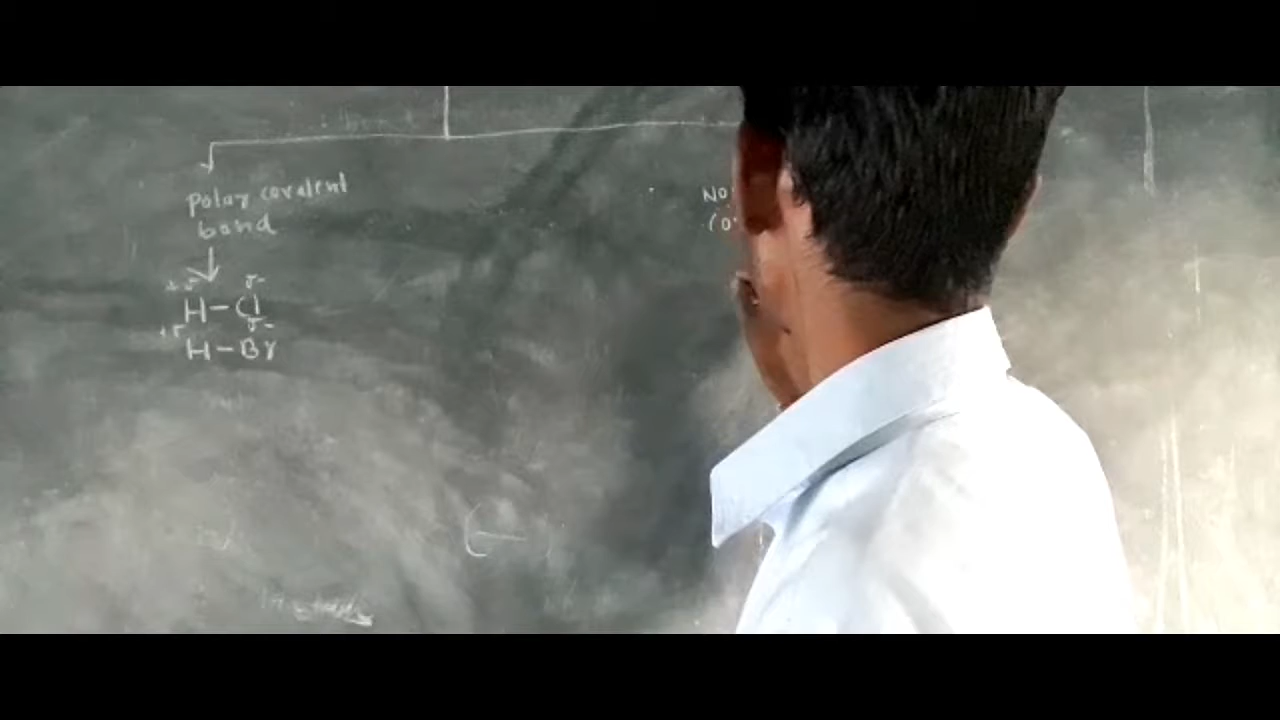 Polar covalent
bond
+δ δ-
H-Cl
+δ δ-
H-Br
NO
(O